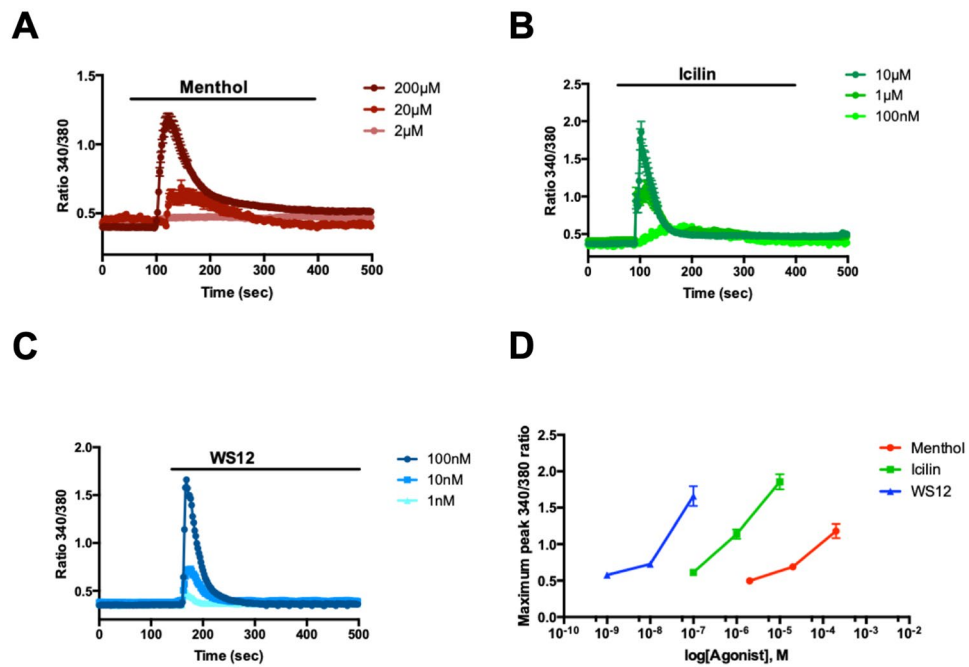 A
Menthol
200µM
20µM
2µM
Ratio 340/380
1.5
1.0
0.5
0 100 200 300 400 500
Time (sec)
B
Icilin
10µM
1µM
100nM
Ratio 340/380
2.5
2.0
1.5
1.0
0.5
0 100 200 300 400 500
Time (sec)
C
WS12
100nM
10nM
1nM
Ratio 340/380
2.0
1.5
1.0
0.5
0 100 200 300 400 500
Time (sec)
D
Menthol
Icilin
WS12
Maximum peak 340/380 ratio
2.5
2.0
1.5
1.0
0.5
0.0
10⁻¹⁰ 10⁻⁹ 10⁻⁸ 10⁻⁷ 10⁻⁶ 10⁻⁵ 10⁻⁴ 10⁻³ 10⁻²
log[Agonist], M